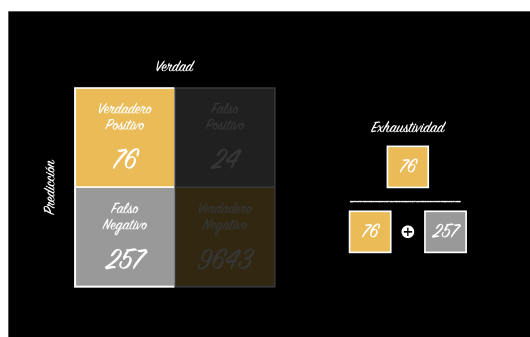 Verdad
Predicción
Verdadero
Positivo
76
Falso
Positivo
24
Falso
Negativo
257
Verdadero
Negativo
9643
Exhaustividad
76
76 + 257